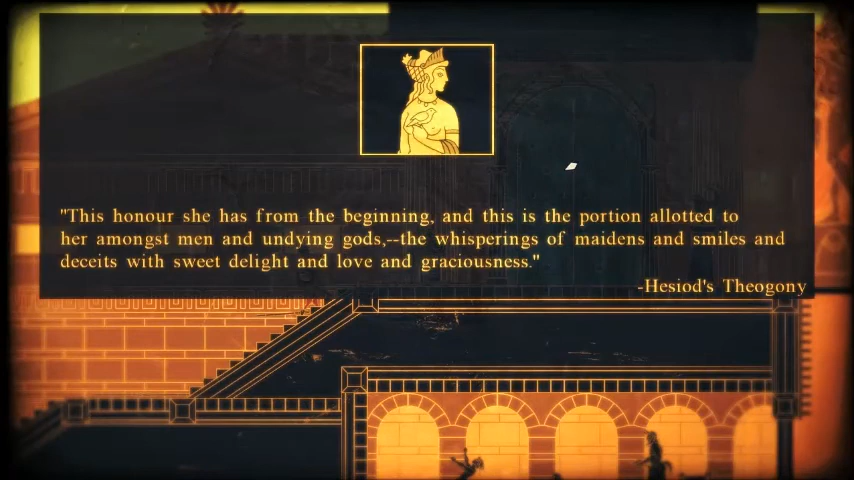 "This honour she has from the beginning, and this is the portion allotted to
her amongst men and undying gods,--the whisperings of maidens and smiles and
deceits with sweet delight and love and graciousness."
-Hesiod's Theogony